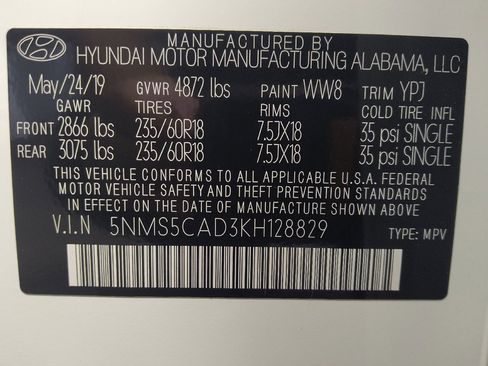 MANUFACTURED BY
HYUNDAI MOTOR MANUFACTURING ALABAMA, LLC
May/24/19 GVWR 4872 lbs PAINT WW8 TRIM YPJ
GAWR TIRES RIMS COLD TIRE INFL
FRONT 2866 lbs 235/60R18 7.5JX18 35 psi SINGLE
REAR 3075 lbs 235/60R18 7.5JX18 35 psi SINGLE
THIS VEHICLE CONFORMS TO ALL APPLICABLE U.S.A. FEDERAL
MOTOR VEHICLE SAFETY AND THEFT PREVENTION STANDARDS
IN EFFECT ON THE DATE OF MANUFACTURE SHOWN ABOVE.
V.I.N 5NMS5CAD3KH128829 TYPE: MPV